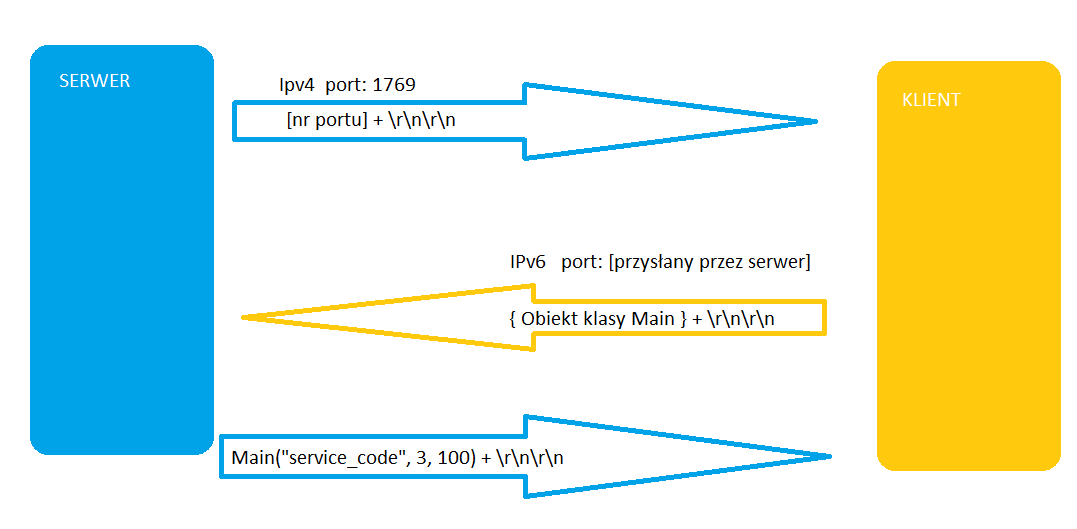 SERWER
Ipv4 port: 1769
[nr portu] + \r\n\r\n
KLIENT
IPv6 port: [przysłany przez serwer]
{ Obiekt klasy Main } + \r\n\r\n
Main("service_code", 3, 100) + \r\n\r\n